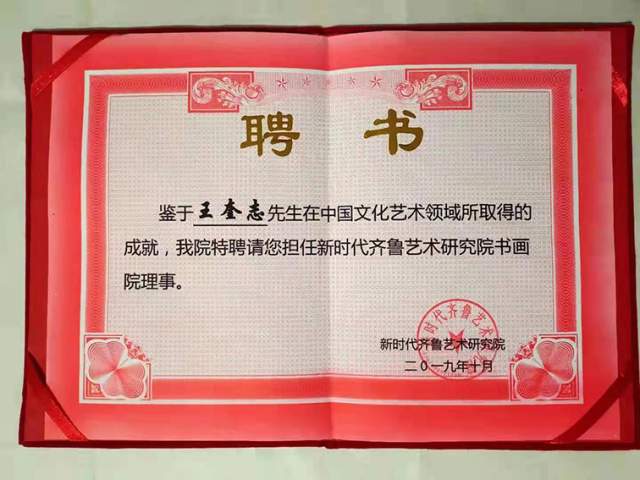 聘 书
鉴于王奎志先生在中国文化艺术领域所取得的
成就，我院特聘请您担任新时代齐鲁艺术研究院书画
院理事。
新时代齐鲁艺术研究院
二〇一九年十月